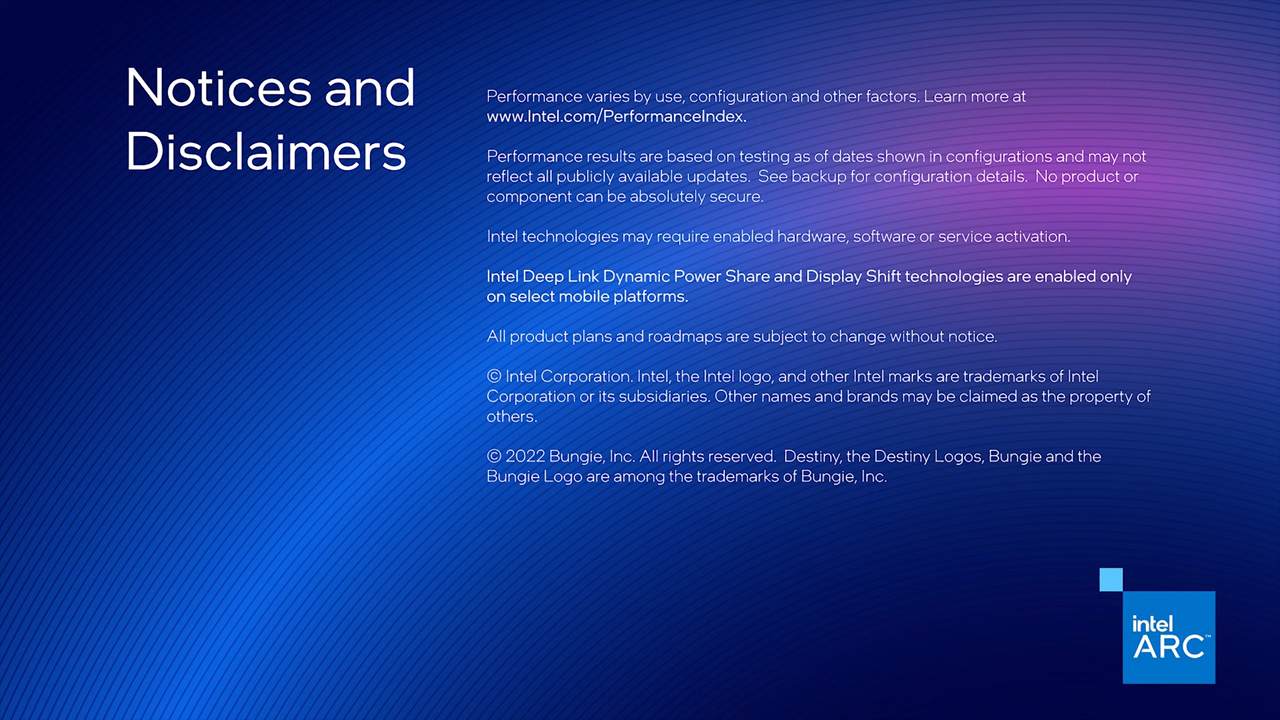 Notices and
Disclaimers
Performance varies by use, configuration and other factors. Learn more at
www.Intel.com/PerformanceIndex.
Performance results are based on testing as of dates shown in configurations and may not
reflect all publicly available updates.  See backup for configuration details.  No product or
component can be absolutely secure.
Intel technologies may require enabled hardware, software or service activation.
Intel Deep Link Dynamic Power Share and Display Shift technologies are enabled only
on select mobile platforms.
All product plans and roadmaps are subject to change without notice.
© Intel Corporation. Intel, the Intel logo, and other Intel marks are trademarks of Intel
Corporation or its subsidiaries. Other names and brands may be claimed as the property of
others.
© 2022 Bungie, Inc. All rights reserved.  Destiny, the Destiny Logos, Bungie and the
Bungie Logo are among the trademarks of Bungie, Inc.
intel
ARC™